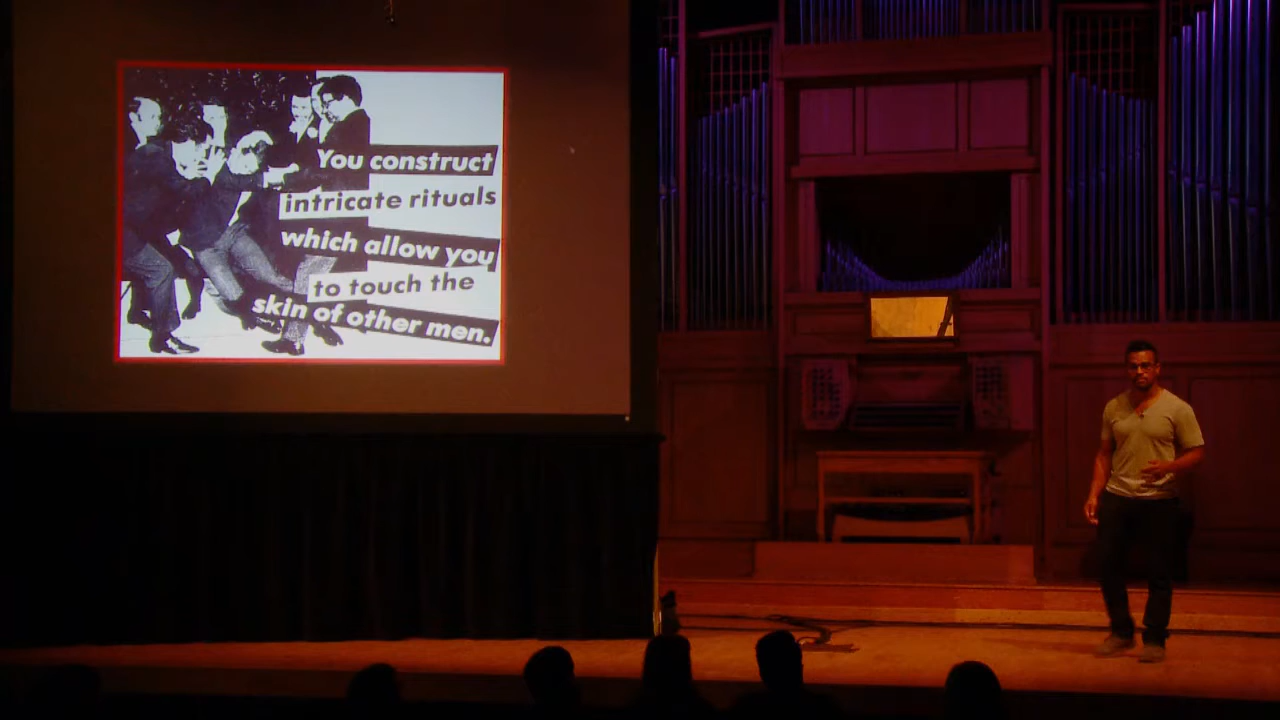 You construct
intricate rituals
which allow you
to touch the
skin of other men.